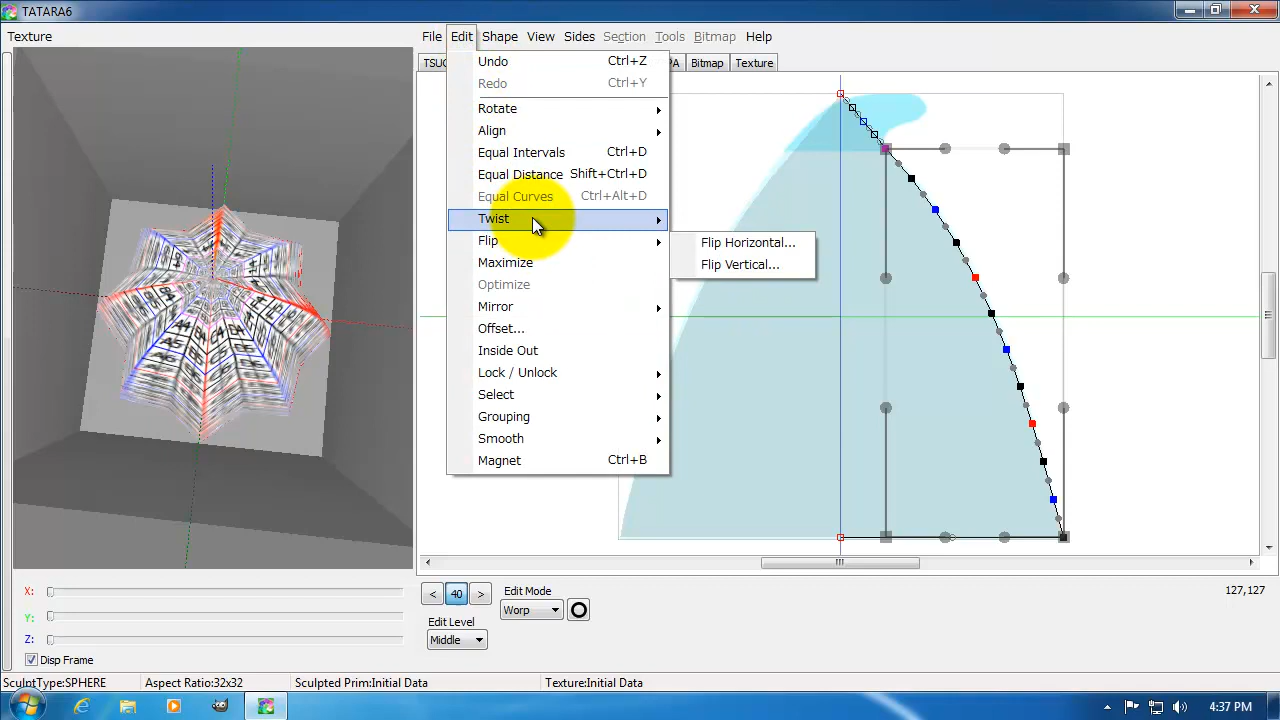 TATARA6
Texture
File Edit Shape View Sides Section Tools Bitmap Help
TSUC
PA Bitmap Texture
Undo Ctrl+Z
Redo Ctrl+Y
Rotate
Align
Equal Intervals Ctrl+D
Equal Distance Shift+Ctrl+D
Equal Curves Ctrl+Alt+D
Twist
Flip
Maximize
Optimize
Mirror
Offset...
Inside Out
Lock / Unlock
Select
Grouping
Smooth
Magnet Ctrl+B
Flip Horizontal...
Flip Vertical...
X:
Y:
Z:
Disp Frame
< 40 >
Edit Mode
Worp
Edit Level
Middle
127,127
SculptType:SPHERE Aspect Ratio:32x32 Sculpted Prim:Initial Data Texture:Initial Data
4:37 PM